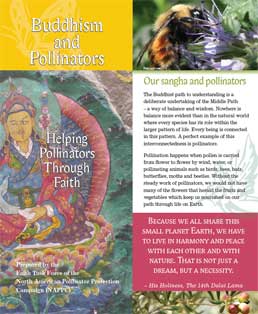 Buddhism
and
Pollinators
Helping
Pollinators
Through
Faith
Prepared by the
Faith Task Force of the
North American Pollinator Protection
Campaign (NAPPC)
Our sangha and pollinators
The Buddhist path to understanding is a
deliberate undertaking of the Middle Path
– a way of balance and wisdom. Nowhere is
balance more evident than in the natural world
where every species has its role within the
larger pattern of life. Every being is connected
in this pattern. A perfect example of this
interconnectedness is pollinators.
Pollination happens when pollen is carried
from flower to flower by wind, water, or
pollinating animals such as birds, bees, bats,
butterflies, moths and beetles. Without the
steady work of pollinators, we would not have
many of the flowers that honor the fruits and
vegetables which keep us nourished on our
path through life on Earth.
Because we all share this
small planet Earth, we have
to live in harmony and place
with each other and with
nature. That is not just a
dream, but a necessity.
– His Holiness, The 14th Dalai Lama